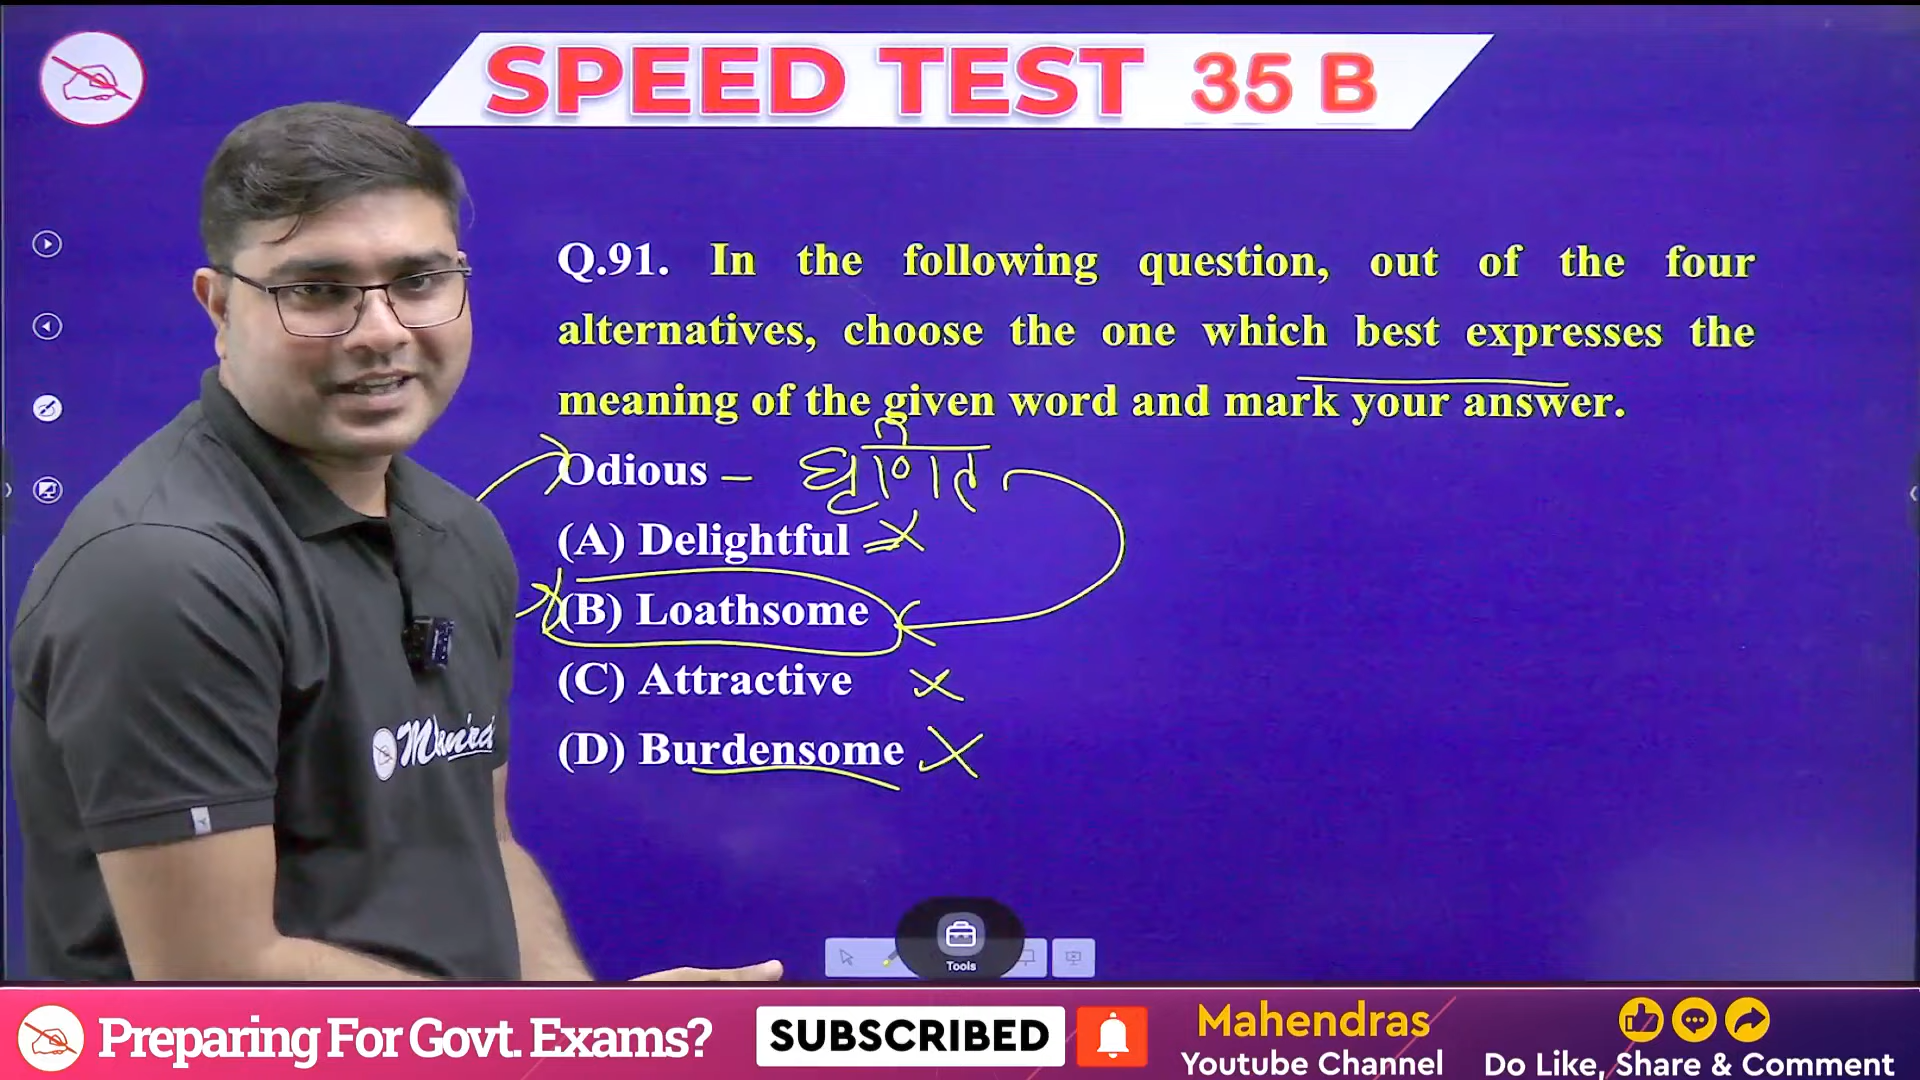 SPEED TEST 35 B
Q.91. In the following question, out of the four
alternatives, choose the one which best expresses the
meaning of the given word and mark your answer.
Odious – घृणित
(A) Delightful
(B) Loathsome
(C) Attractive
(D) Burdensome
Tools
Preparing For Govt. Exams?
SUBSCRIBED
Mahendras
Youtube Channel
Do Like, Share & Comment